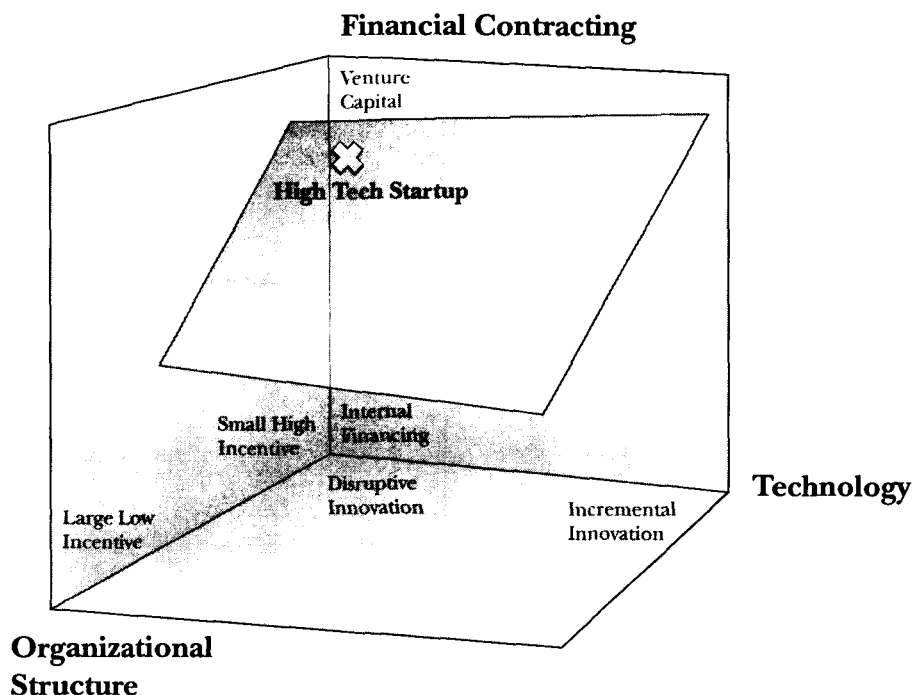 Financial Contracting
Venture
Capital
High Tech Startup
Small High
Incentive
Internal
Financing
Disruptive
Innovation
Technology
Large Low
Incentive
Incremental
Innovation
Organizational
Structure